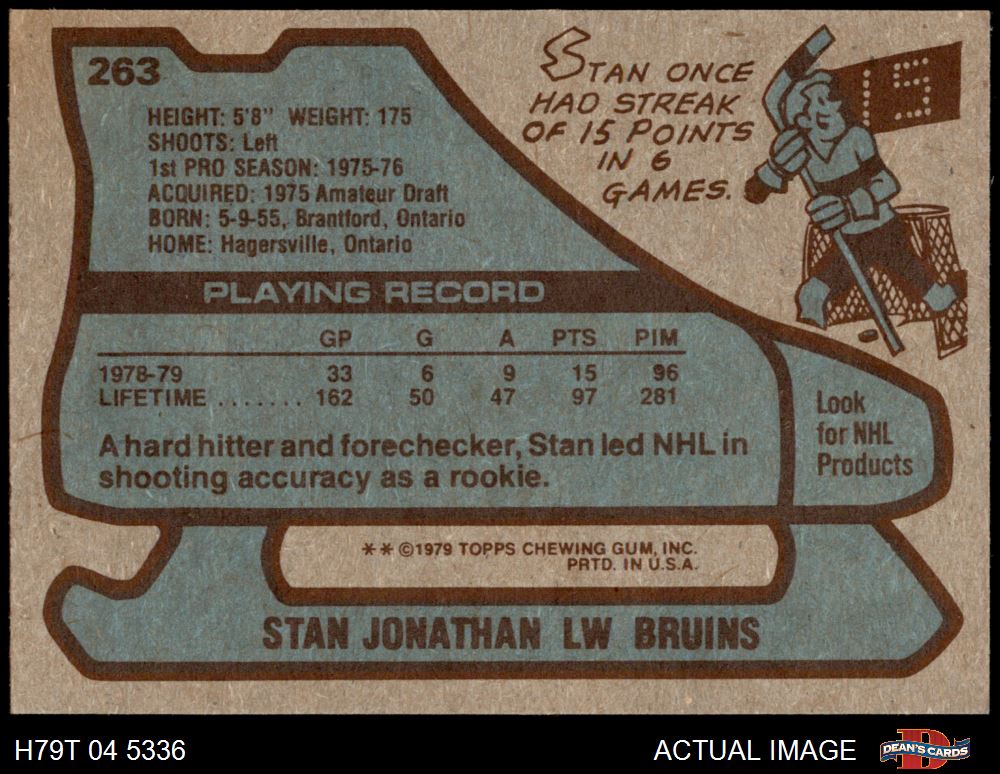 263
STAN ONCE
HAD STREAK
OF 15 POINTS
IN 6
GAMES.
15
HEIGHT: 5'8" WEIGHT: 175
SHOOTS: Left
1st PRO SEASON: 1975-76
ACQUIRED: 1975 Amateur Draft
BORN: 5-9-55, Brantford, Ontario
HOME: Hagersville, Ontario
PLAYING RECORD
GP G A PTS PIM
1978-79 33 6 9 15 96
LIFETIME ....... 162 50 47 97 281
A hard hitter and forechecker, Stan led NHL in
shooting accuracy as a rookie.
Look
for NHL
Products
**©1979 TOPPS CHEWING GUM, INC.
PRTD. IN U.S.A.
STAN JONATHAN LW BRUINS
H79T 04 5336 ACTUAL IMAGE
DEAN'S CARDS